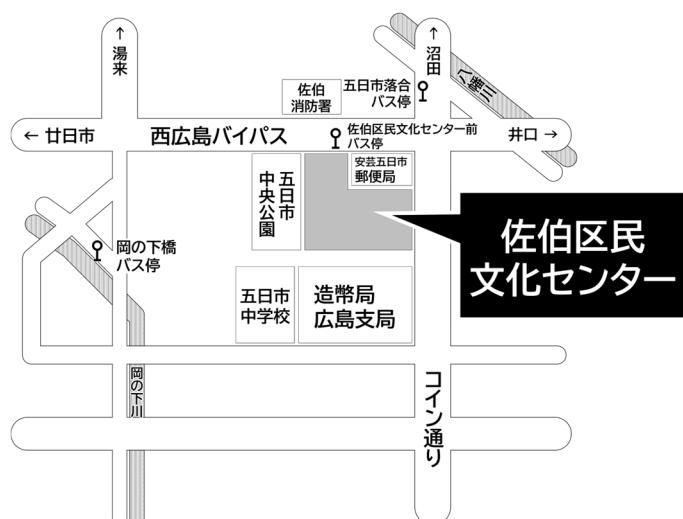 ↑
湯来
↑
沼田
八幡川
佐伯
消防署
五日市落合
バス停
← 廿日市
西広島バイパス
佐伯区民文化センター前
バス停
井口 →
五日市
中央公園
安芸五日市
郵便局
佐伯区民
文化センター
岡の下橋
バス停
五日市
中学校
造幣局
広島支局
岡の下川
コイン通り